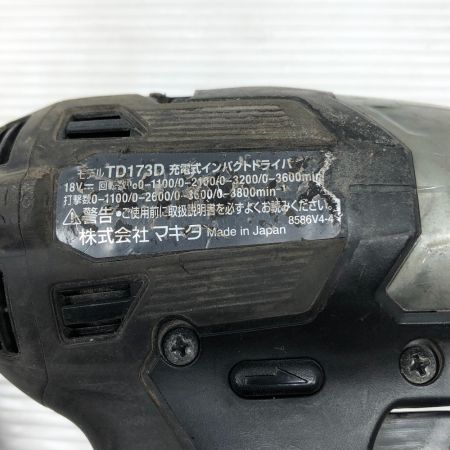 モデル TD173D 充電式インパクトドライバ
18V⎓ 回転数 0-1100/0-2100/0-3200/0-3600min⁻¹
打撃数0-1100/0-2600/0-3600/0-3800min⁻¹
⚠警告 •ご使用前に取扱説明書を必ずよくお読みください。
8586V4-4
株式会社 マキタ Made in Japan